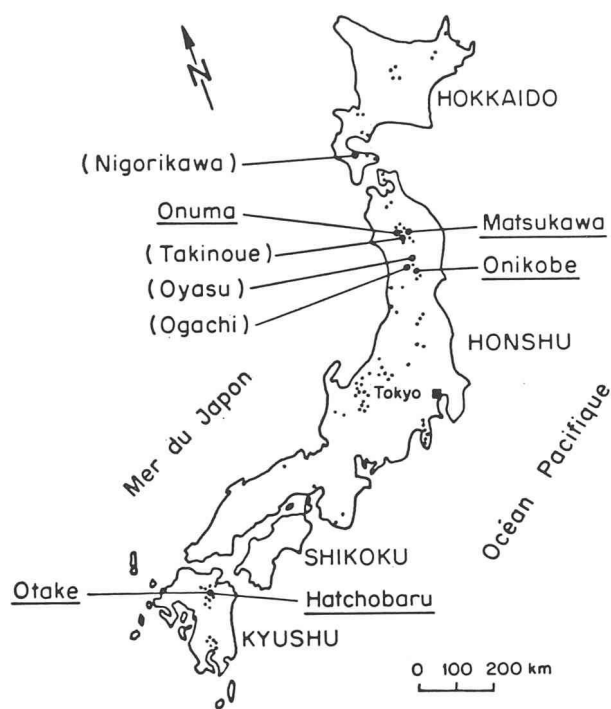 N
HOKKAIDO
(Nigorikawa)
Onuma
Matsukawa
(Takinoue)
(Oyasu)
Onikobe
(Ogachi)
HONSHU
Tokyo
Mer du Japon
Océan Pacifique
SHIKOKU
Otake
Hatchobaru
KYUSHU
0 100 200 km